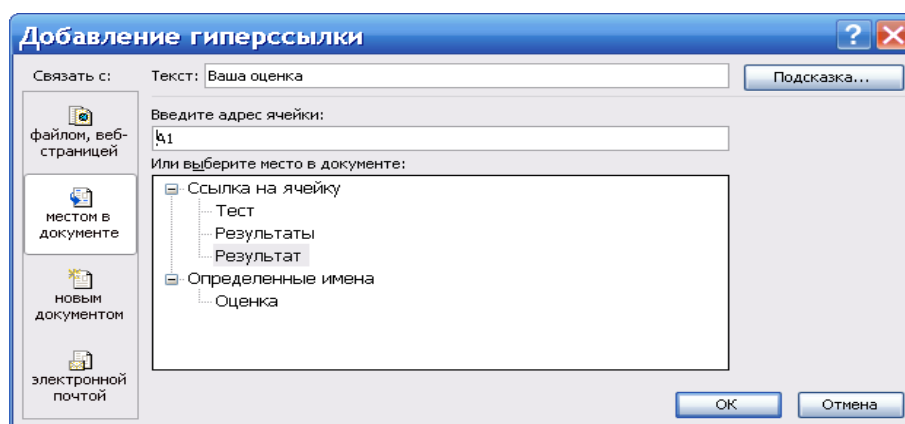 Добавление гиперссылки
Связать с:
Текст: Ваша оценка
Подсказка...
файлом, веб-
страницей
Введите адрес ячейки:
A1
Или выберите место в документе:
местом в
документе
Ссылка на ячейку
Тест
Результаты
Результат
Определенные имена
Оценка
новым
документом
электронной
почтой
ОК
Отмена